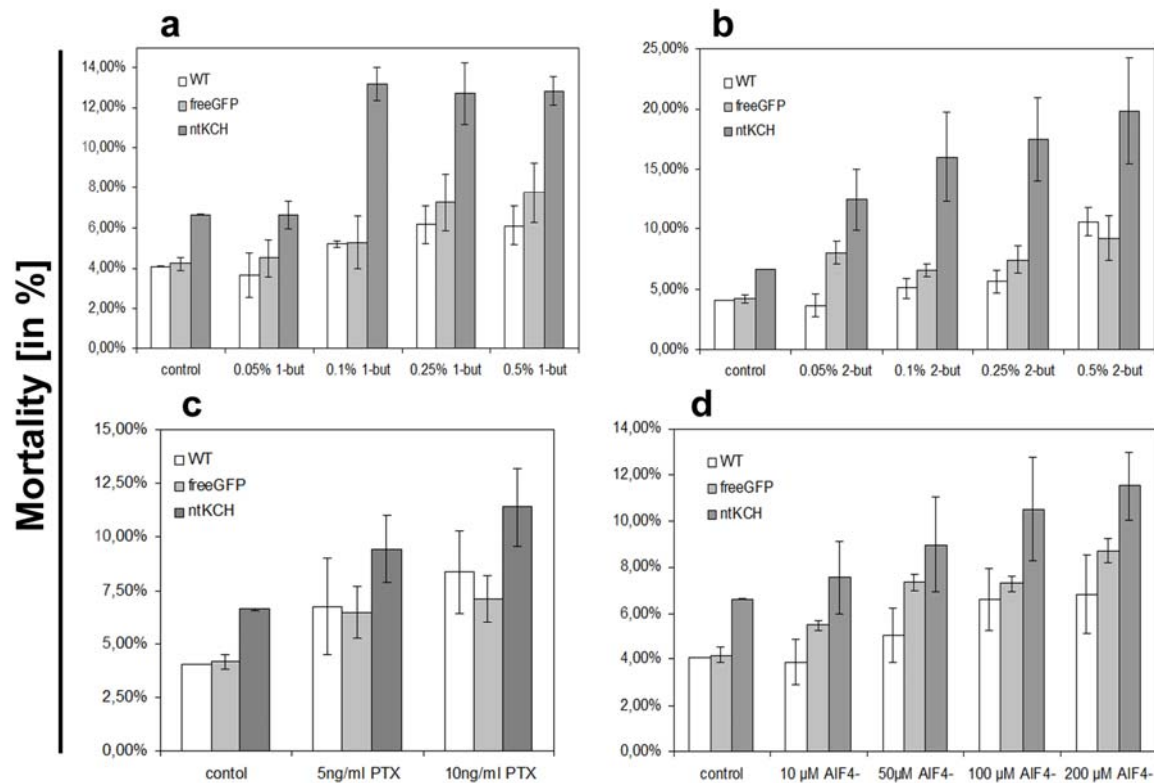 Mortality [in %]
a
14,00%
12,00%
10,00%
8,00%
6,00%
4,00%
2,00%
0,00%
WT
freeGFP
ntKCH
control 0.05% 1-but 0.1% 1-but 0.25% 1-but 0.5% 1-but
b
25,00%
20,00%
15,00%
10,00%
5,00%
0,00%
WT
freeGFP
ntKCH
control 0.05% 2-but 0.1% 2-but 0.25% 2-but 0.5% 2-but
c
15,00%
12,50%
10,00%
7,50%
5,00%
2,50%
0,00%
WT
freeGFP
ntKCH
contol 5ng/ml PTX 10ng/ml PTX
d
14,00%
12,00%
10,00%
8,00%
6,00%
4,00%
2,00%
0,00%
WT
freeGFP
ntKCH
control 10 µM AlF4- 50µM AlF4- 100 µM AlF4- 200 µM AlF4-